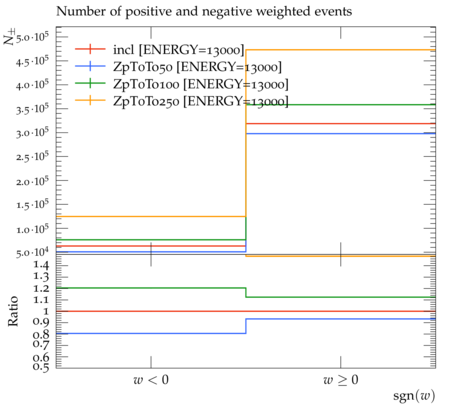 Number of positive and negative weighted events
N±
5.0·10⁵
4.5·10⁵
4.0·10⁵
3.5·10⁵
3.0·10⁵
2.5·10⁵
2.0·10⁵
1.5·10⁵
1.0·10⁵
5.0·10⁴
incl [ENERGY=13000]
ZpToTo50 [ENERGY=13000]
ZpToTo100 [ENERGY=13000]
ZpToTo250 [ENERGY=13000]
Ratio
1.4
1.3
1.2
1.1
1
0.9
0.8
0.7
0.6
0.5
w < 0
w ≥ 0
sgn(w)